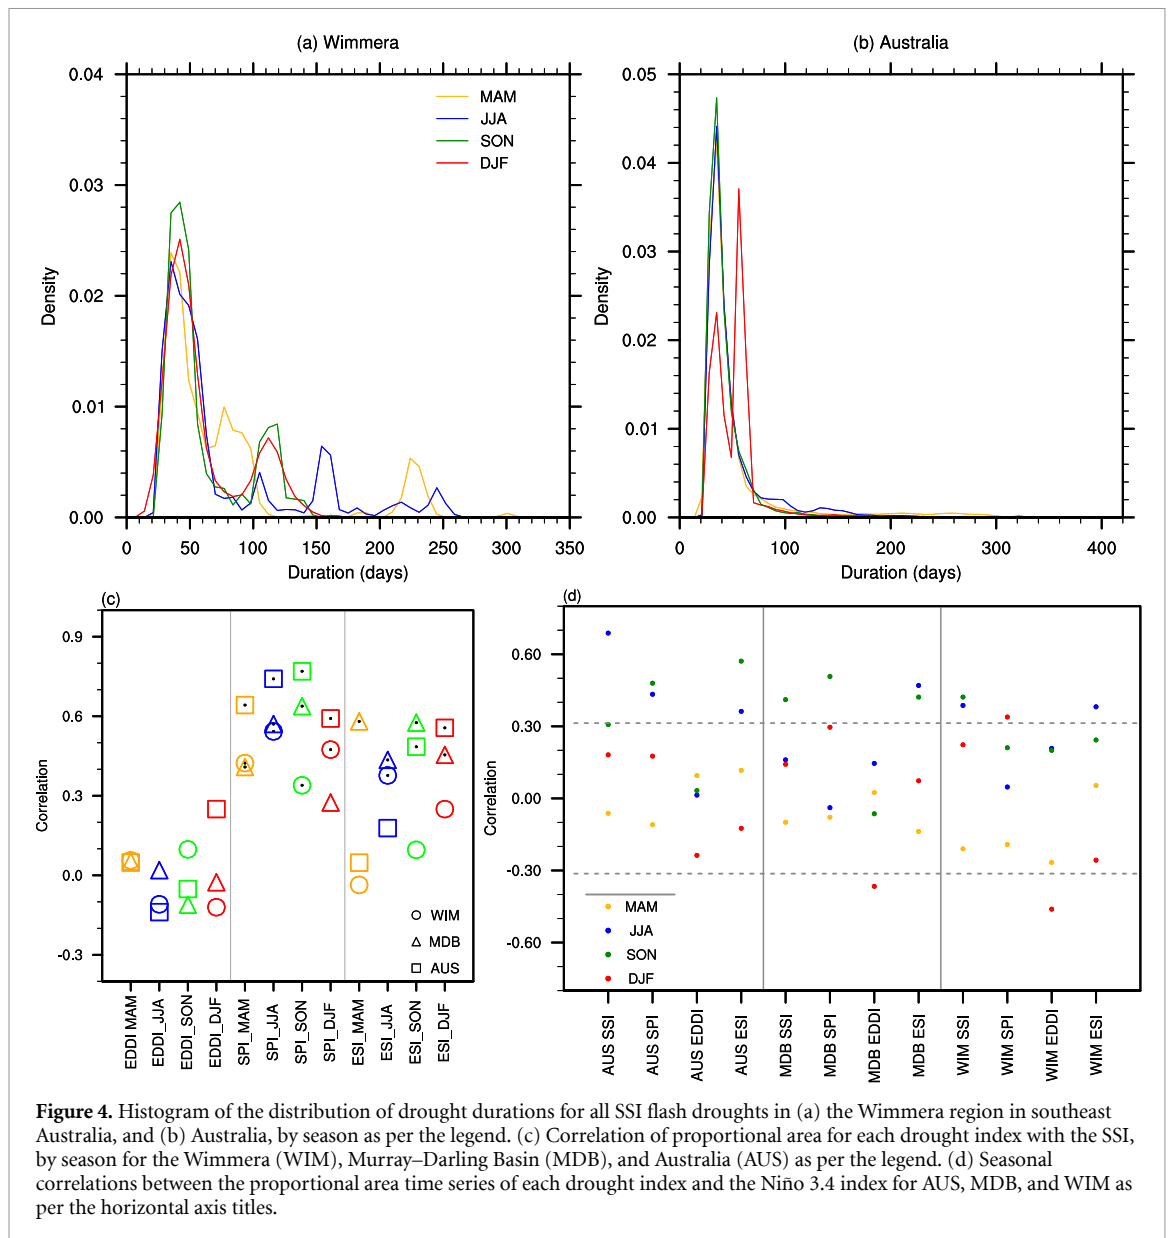 (a) Wimmera
(b) Australia
0.04
0.03
0.02
0.01
0.00
Density
MAM
JJA
SON
DJF
0 50 100 150 200 250 300 350
Duration (days)
0.05
0.04
0.03
0.02
0.01
0.00
Density
0 100 200 300 400
Duration (days)
(c)
0.9
0.6
0.3
0.0
-0.3
Correlation
WIM
MDB
AUS
EDDI MAM
EDDI_JJA
EDDI_SON
EDDI_DJF
SPI_MAM
SPI_JJA
SPI_SON
SPI_DJF
ESI_MAM
ESI_JJA
ESI_SON
ESI_DJF
(d)
0.60
0.30
0.00
-0.30
-0.60
Correlation
MAM
JJA
SON
DJF
AUS SSI
AUS SPI
AUS EDDI
AUS ESI
MDB SSI
MDB SPI
MDB EDDI
MDB ESI
WIM SSI
WIM SPI
WIM EDDI
WIM ESI
Figure 4. Histogram of the distribution of drought durations for all SSI flash droughts in (a) the Wimmera region in southeast
Australia, and (b) Australia, by season as per the legend. (c) Correlation of proportional area for each drought index with the SSI,
by season for the Wimmera (WIM), Murray–Darling Basin (MDB), and Australia (AUS) as per the legend. (d) Seasonal
correlations between the proportional area time series of each drought index and the Niño 3.4 index for AUS, MDB, and WIM as
per the horizontal axis titles.